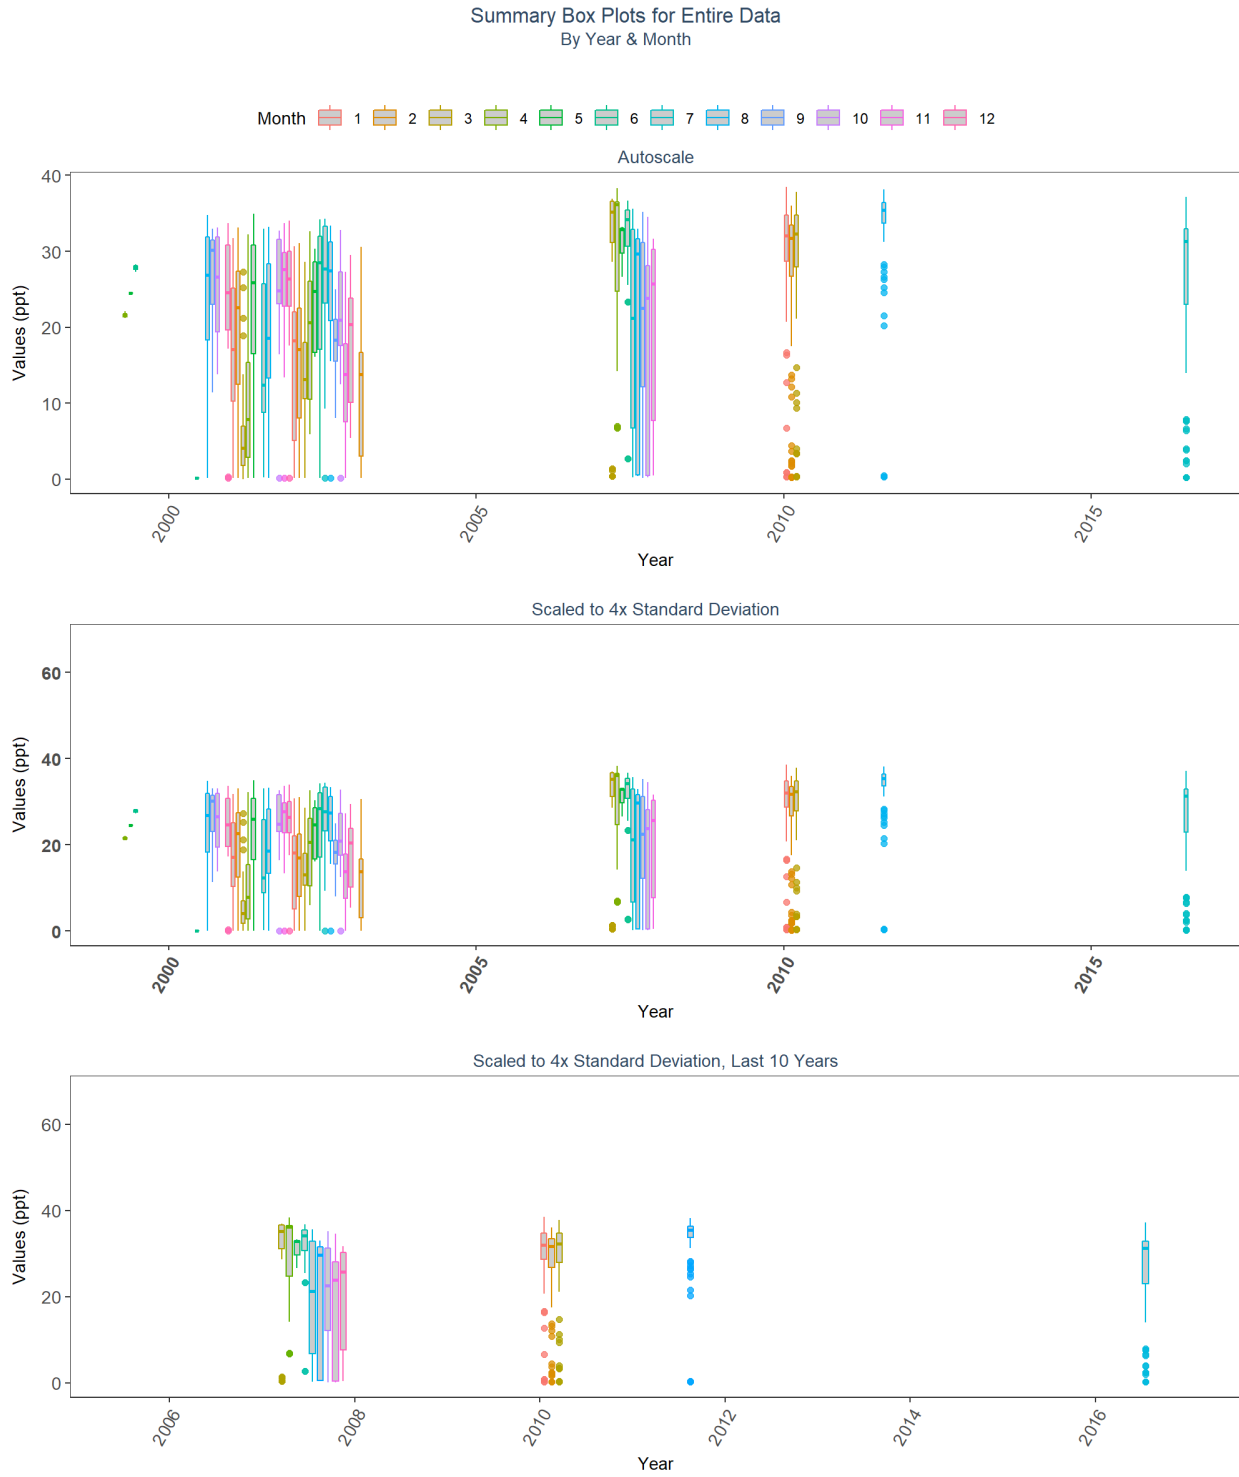 Summary Box Plots for Entire Data
By Year & Month
Month 1 2 3 4 5 6 7 8 9 10 11 12
Autoscale
40
30
20
10
0
Values (ppt)
2000 2005 2010 2015
Year
Scaled to 4x Standard Deviation
60
40
20
0
Values (ppt)
2000 2005 2010 2015
Year
Scaled to 4x Standard Deviation, Last 10 Years
60
40
20
0
Values (ppt)
2006 2008 2010 2012 2014 2016
Year